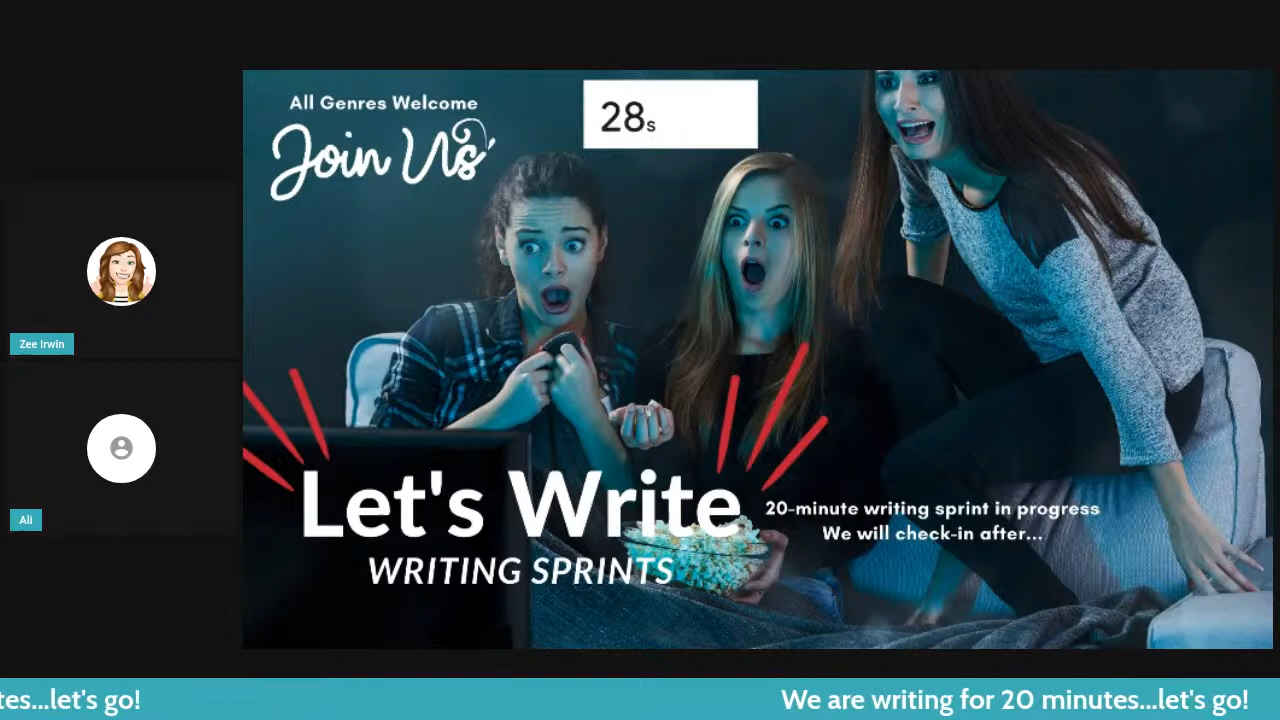 All Genres Welcome
Join Us
28s
Zee Irwin
Ali
Let's Write
WRITING SPRINTS
20-minute writing sprint in progress
We will check-in after...
tes...let's go!
We are writing for 20 minutes...let's go!